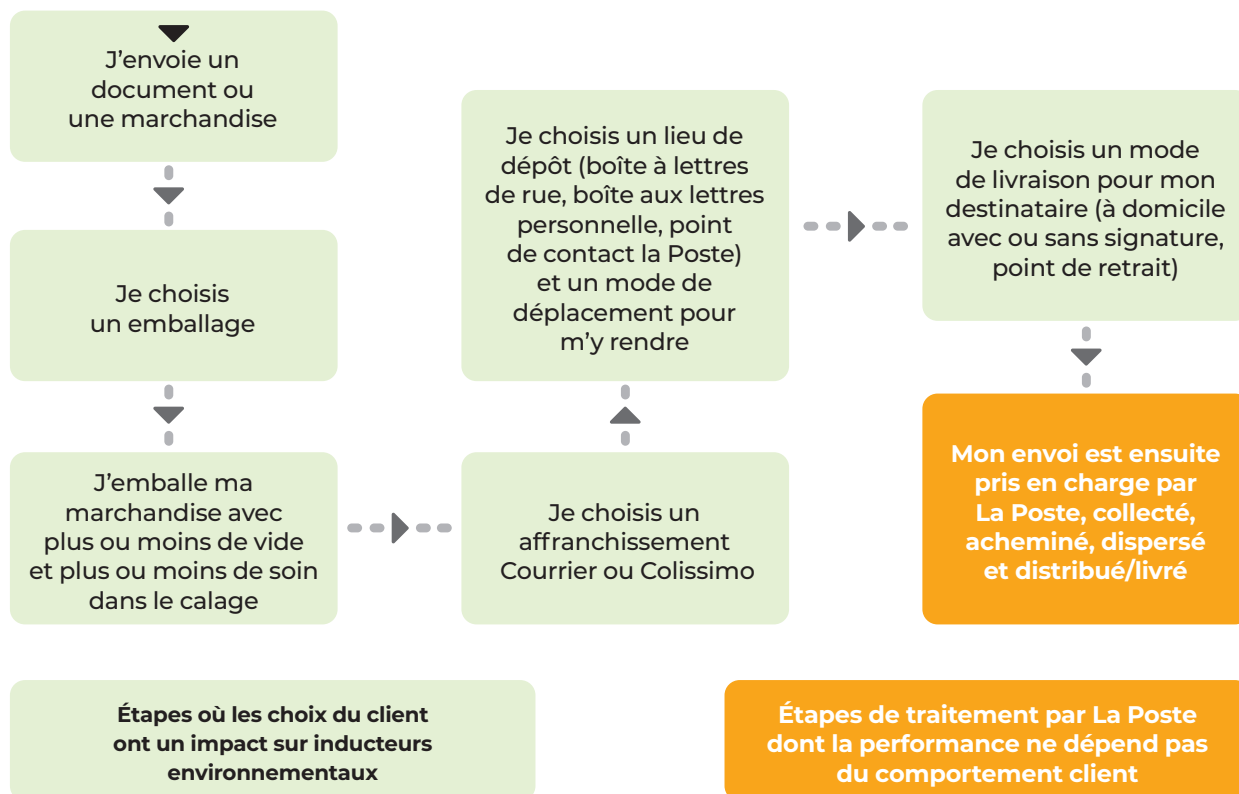 J’envoie un
document ou
une marchandise
Je choisis
un emballage
J’emballe ma
marchandise avec
plus ou moins de vide
et plus ou moins de soin
dans le calage
Je choisis un
affranchissement
Courrier ou Colissimo
Je choisis un lieu de
dépôt (boîte à lettres
de rue, boîte aux lettres
personnelle, point
de contact la Poste)
et un mode de
déplacement pour
m’y rendre
Je choisis un mode
de livraison pour mon
destinataire (à domicile
avec ou sans signature,
point de retrait)
Mon envoi est ensuite
pris en charge par
La Poste, collecté,
acheminé, dispersé
et distribué/livré
Étapes où les choix du client
ont un impact sur inducteurs
environnementaux
Étapes de traitement par La Poste
dont la performance ne dépend pas
du comportement client